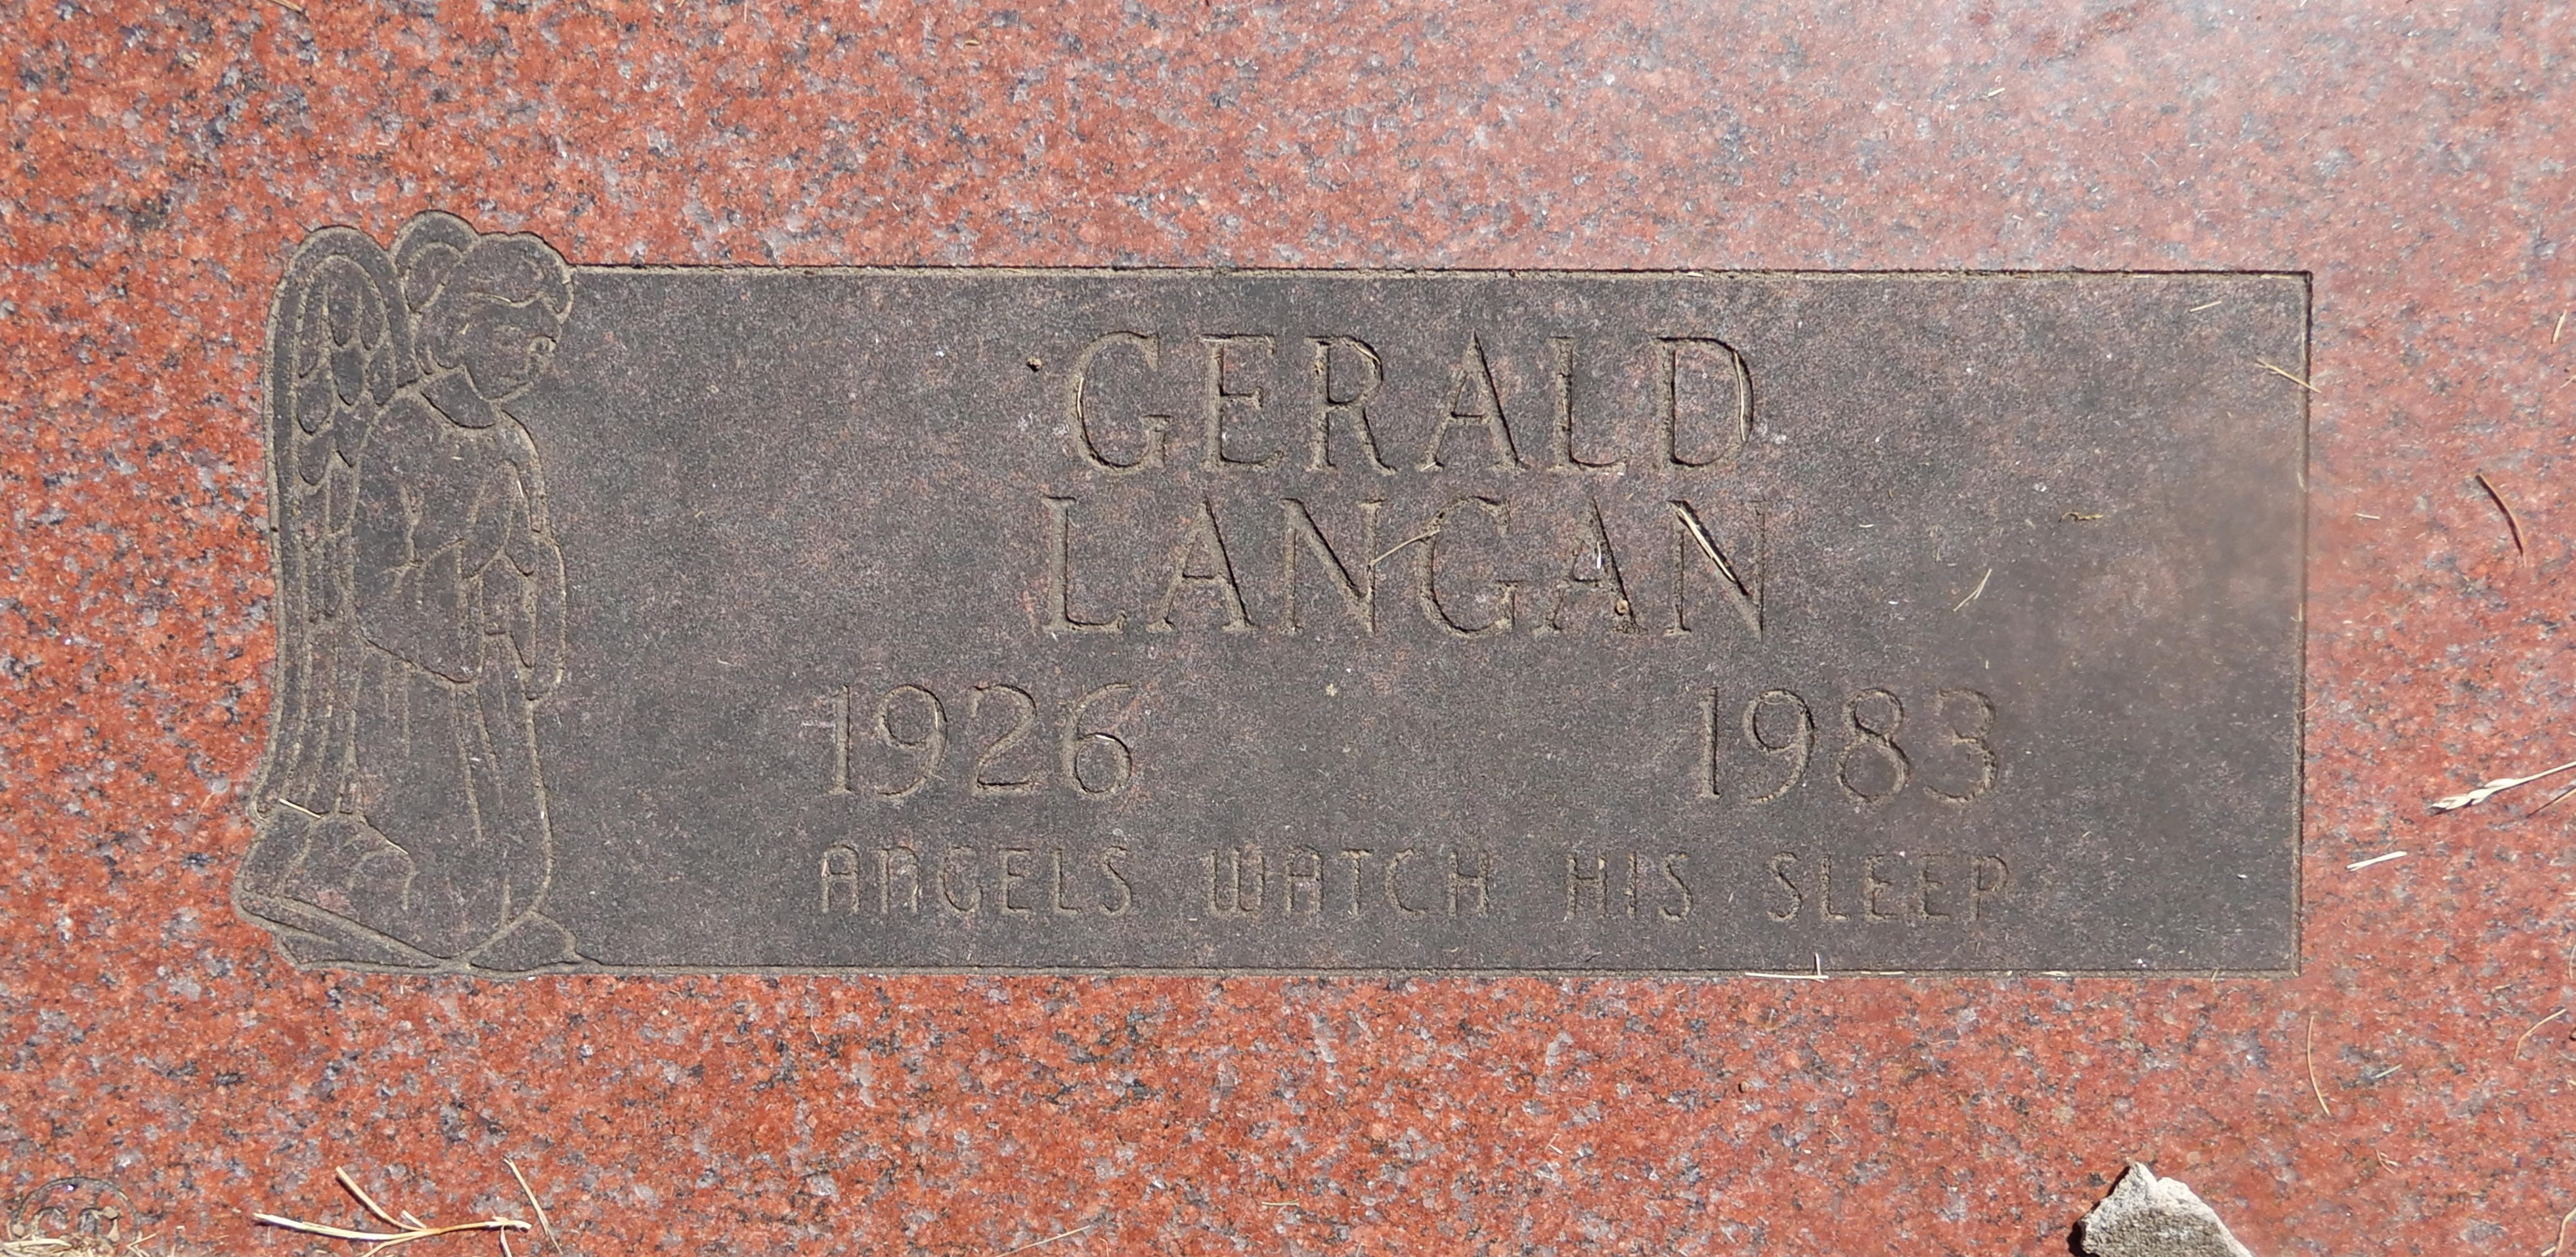 GERALD
LANGAN
1926 1983
ANGELS WATCH HIS SLEEP